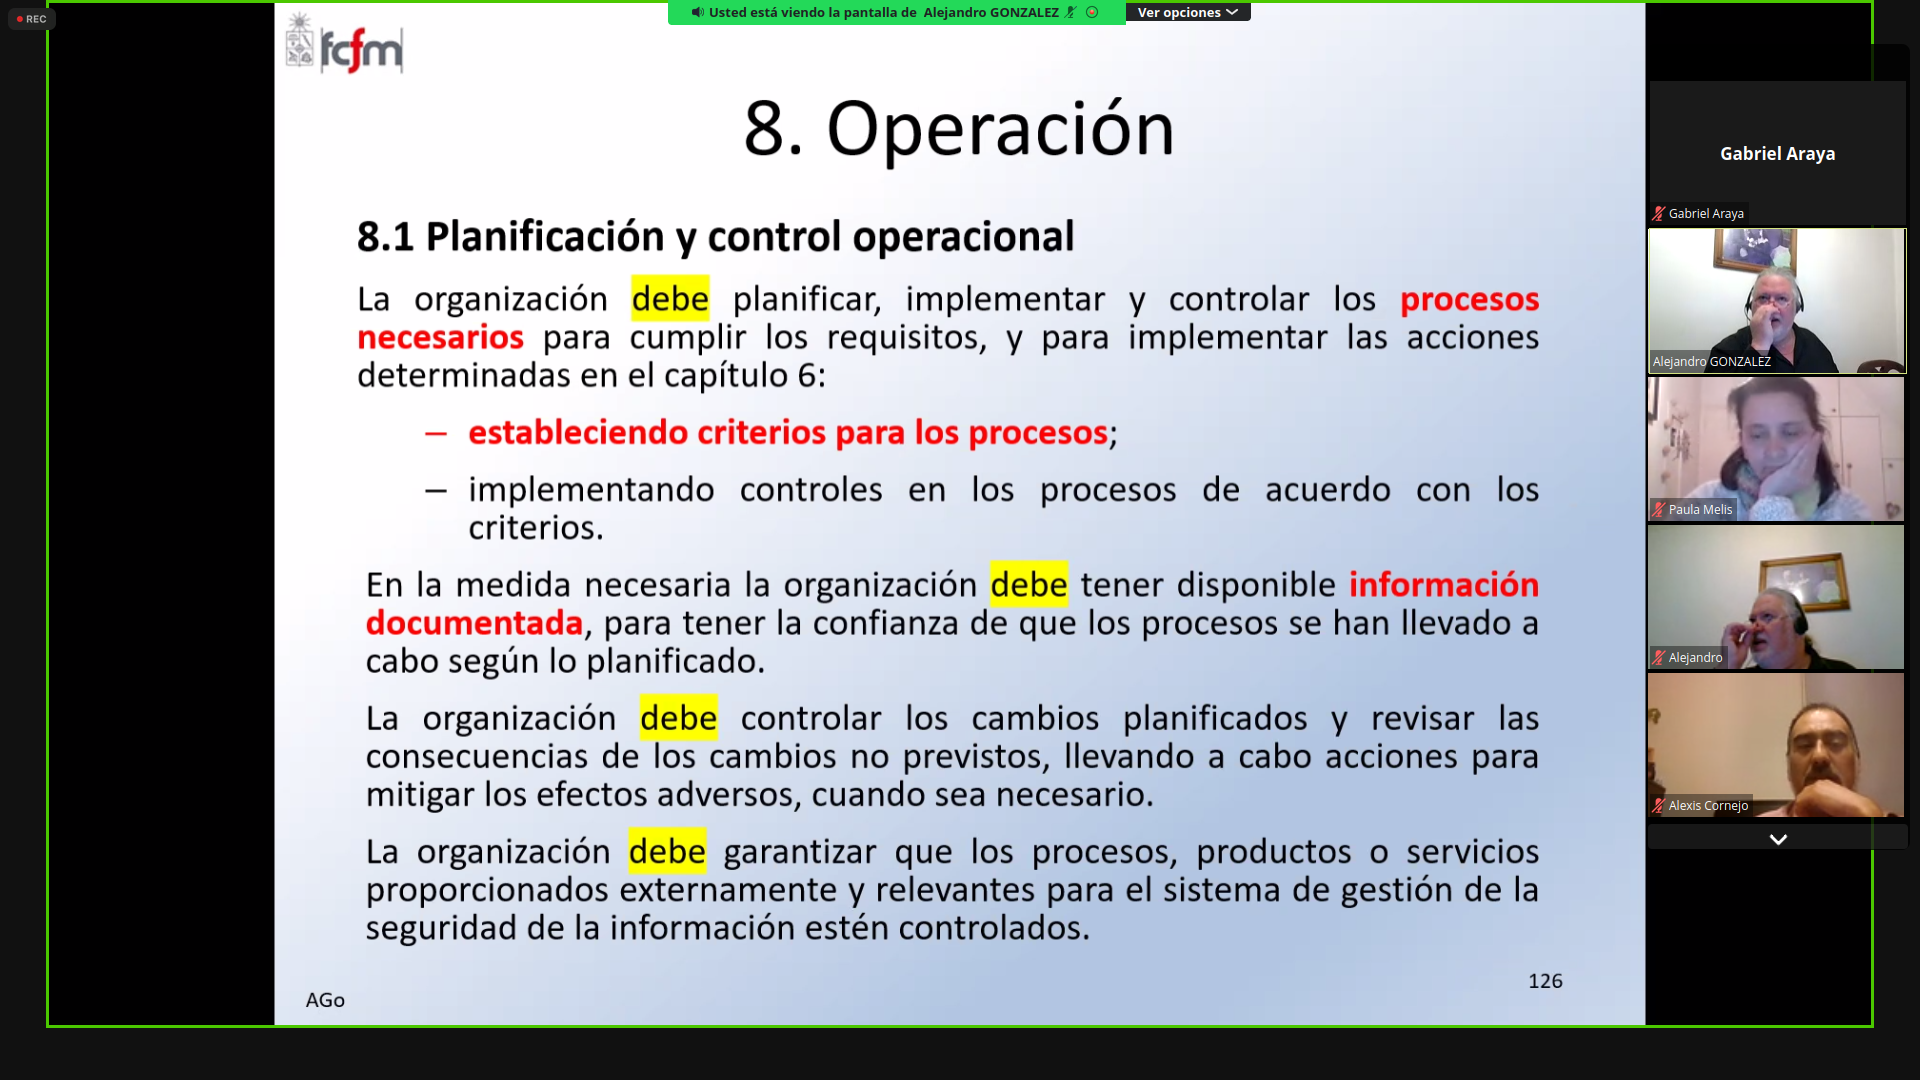 REC
Usted está viendo la pantalla de Alejandro GONZALEZ
Ver opciones
fcfm
8. Operación
8.1 Planificación y control operacional
La organización debe planificar, implementar y controlar los procesos
necesarios para cumplir los requisitos, y para implementar las acciones
determinadas en el capítulo 6:
– estableciendo criterios para los procesos;
– implementando controles en los procesos de acuerdo con los
criterios.
En la medida necesaria la organización debe tener disponible información
documentada, para tener la confianza de que los procesos se han llevado a
cabo según lo planificado.
La organización debe controlar los cambios planificados y revisar las
consecuencias de los cambios no previstos, llevando a cabo acciones para
mitigar los efectos adversos, cuando sea necesario.
La organización debe garantizar que los procesos, productos o servicios
proporcionados externamente y relevantes para el sistema de gestión de la
seguridad de la información estén controlados.
AGo
126
Gabriel Araya
Gabriel Araya
Alejandro GONZALEZ
Paula Melis
Alejandro
Alexis Cornejo